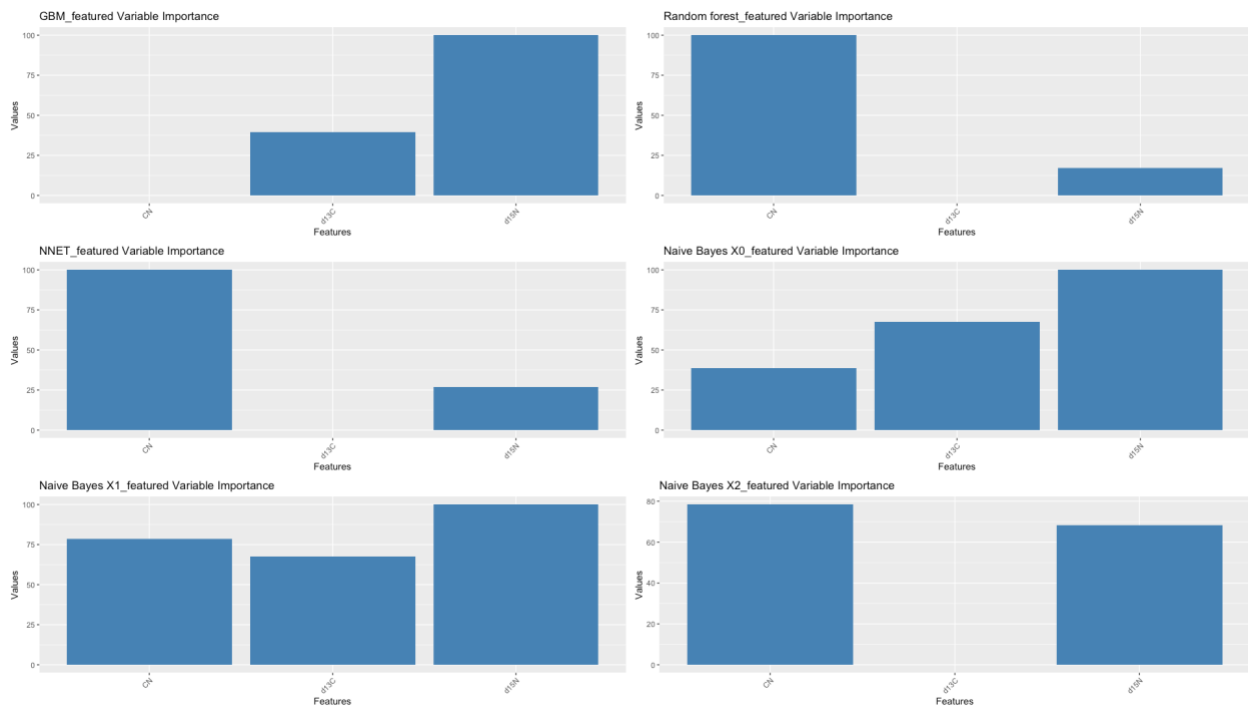 GBM_featured Variable Importance
100
75
50
25
0
Values
CN
d13C
d15N
Features
Random forest_featured Variable Importance
100
75
50
25
0
Values
CN
d13C
d15N
Features
NNET_featured Variable Importance
100
75
50
25
0
Values
CN
d13C
d15N
Features
Naive Bayes X0_featured Variable Importance
100
75
50
25
0
Values
CN
d13C
d15N
Features
Naive Bayes X1_featured Variable Importance
100
75
50
25
0
Values
CN
d13C
d15N
Features
Naive Bayes X2_featured Variable Importance
80
60
40
20
0
Values
CN
d13C
d15N
Features